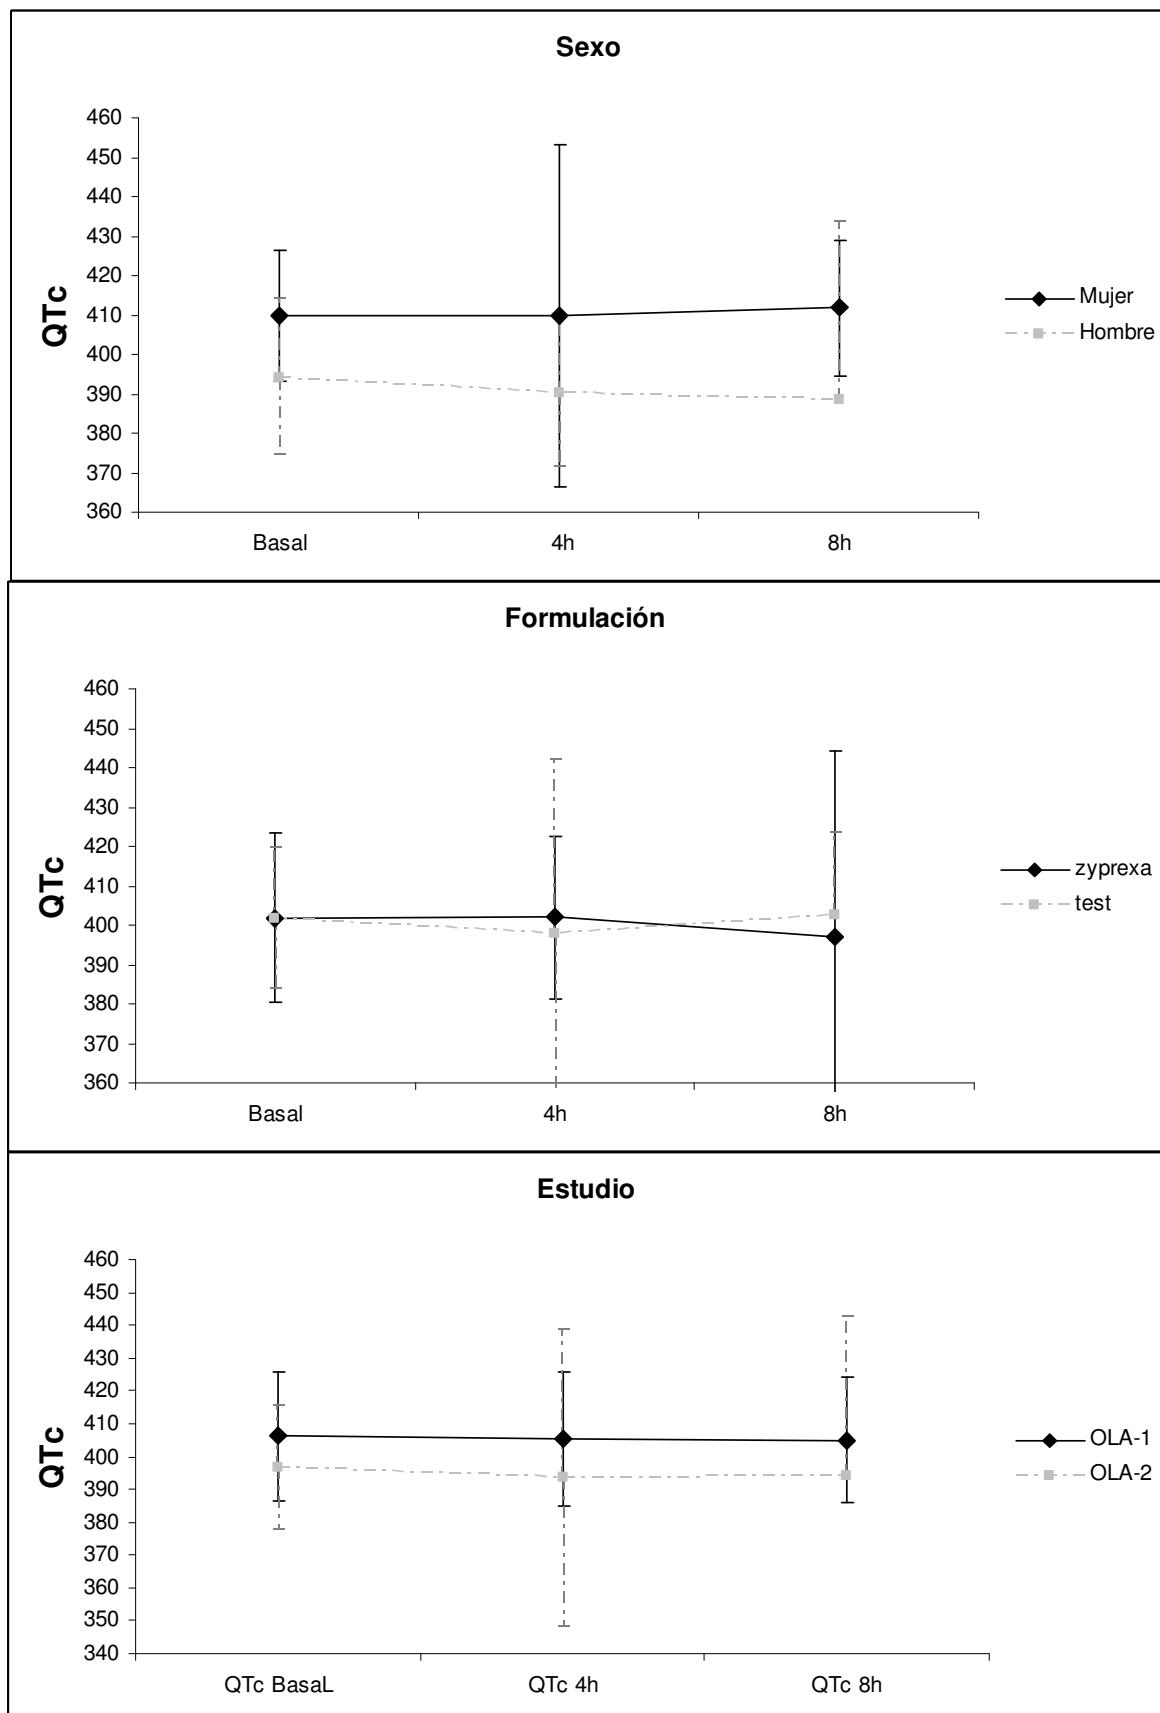 Sexo
460
450
440
430
420
410
400
390
380
370
360
QTc
Basal
4h
8h
Mujer
Hombre
Formulación
460
450
440
430
420
410
400
390
380
370
360
QTc
Basal
4h
8h
zyprexa
test
Estudio
460
450
440
430
420
410
400
390
380
370
360
350
340
QTc
QTc BasaL
QTc 4h
QTc 8h
OLA-1
OLA-2